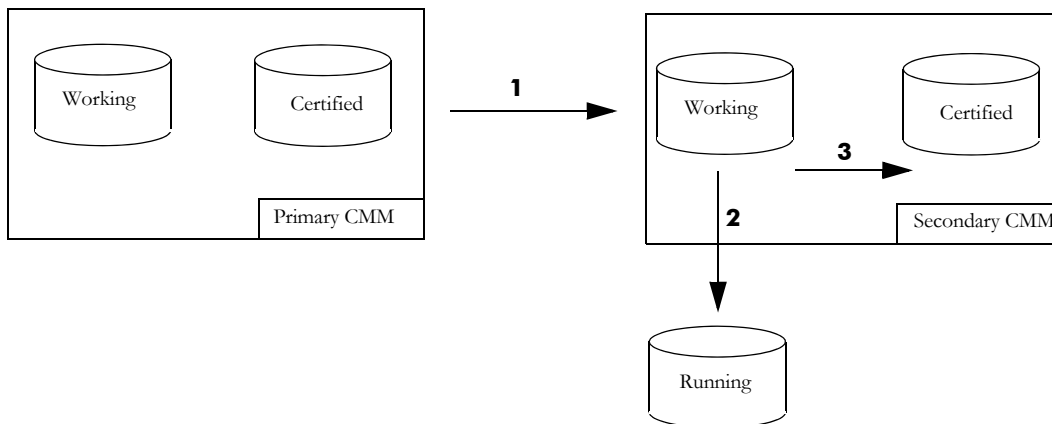 Working
Certified
Primary CMM
1
Working
Certified
3
2
Secondary CMM
Running